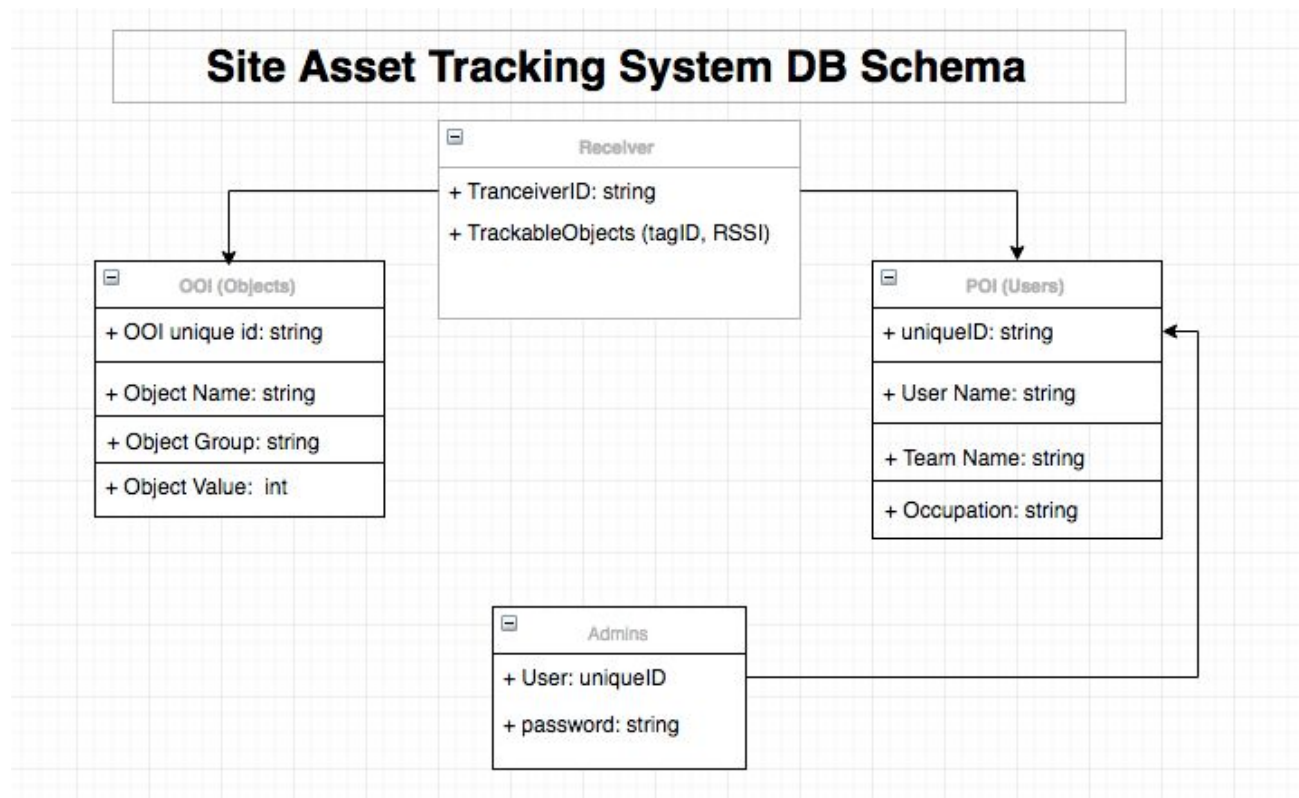 Site Asset Tracking System DB Schema
Receiver
+ TranceiverID: string
+ TrackableObjects (tagID, RSSI)
OOI (Objects)
+ OOI unique id: string
+ Object Name: string
+ Object Group: string
+ Object Value:  int
POI (Users)
+ uniqueID: string
+ User Name: string
+ Team Name: string
+ Occupation: string
Admins
+ User: uniqueID
+ password: string